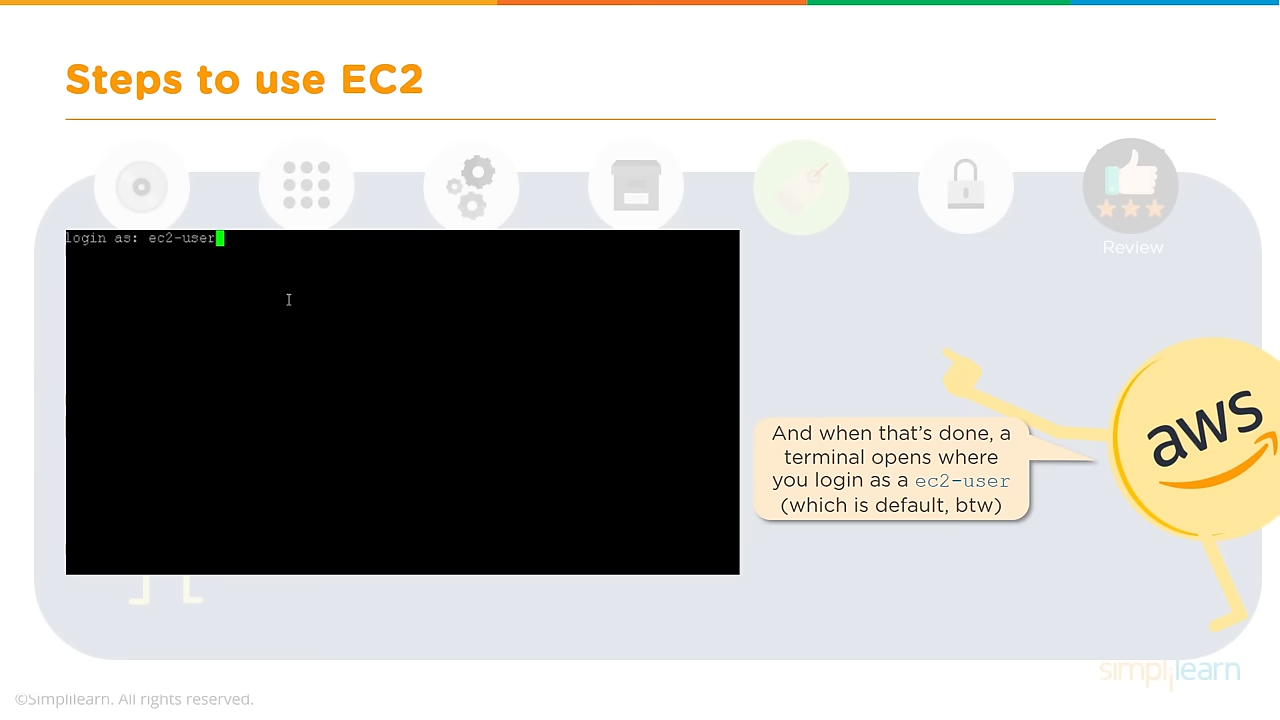 Steps to use EC2
Review
login as: ec2-user
And when that's done, a
terminal opens where
you login as a ec2-user
(which is default, btw)
aws
simplilearn
©Simplilearn. All rights reserved.